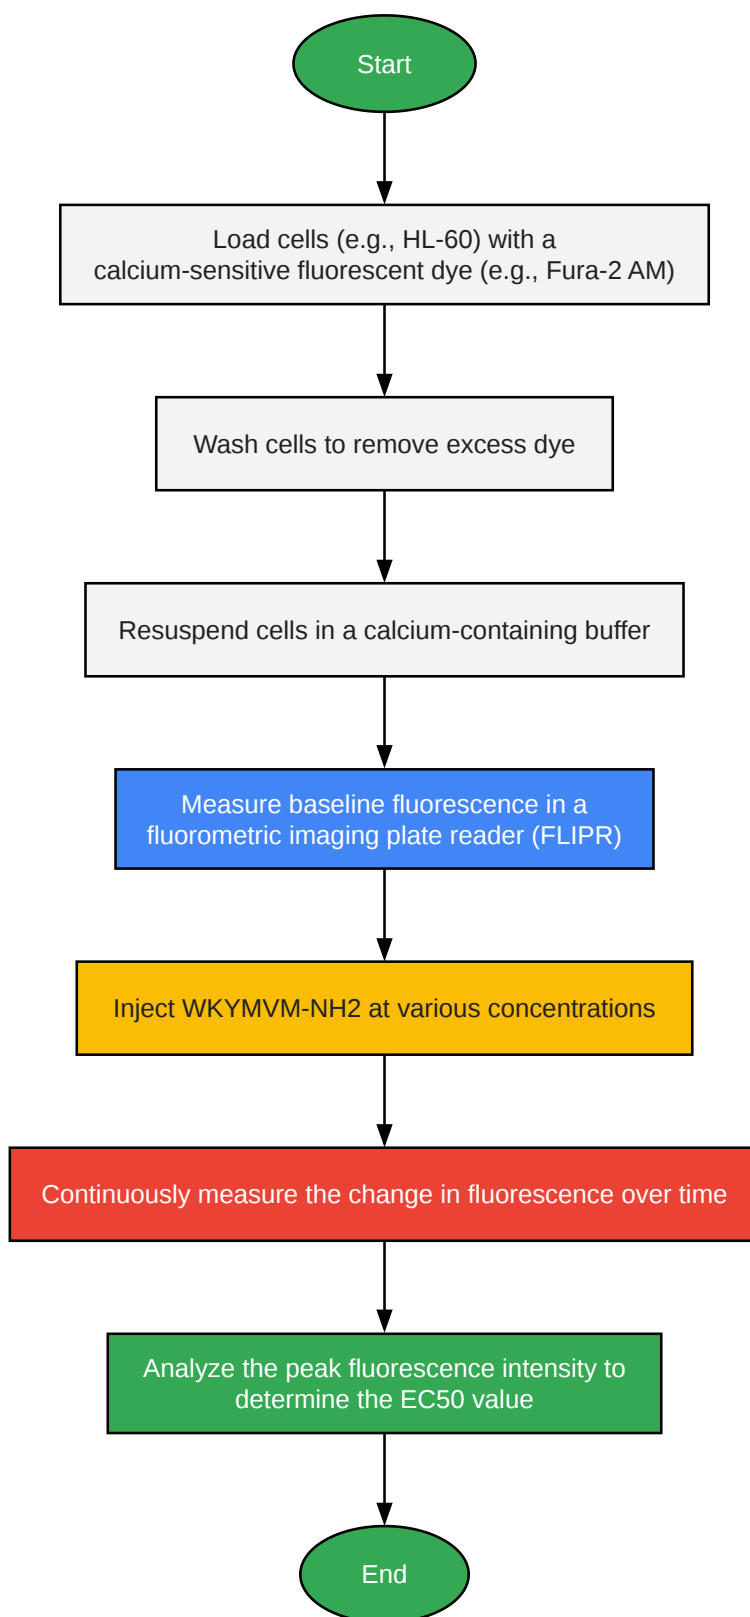 Start
Load cells (e.g., HL-60) with a
calcium-sensitive fluorescent dye (e.g., Fura-2 AM)
Wash cells to remove excess dye
Resuspend cells in a calcium-containing buffer
Measure baseline fluorescence in a
fluorometric imaging plate reader (FLIPR)
Inject WKYMVM-NH2 at various concentrations
Continuously measure the change in fluorescence over time
Analyze the peak fluorescence intensity to
determine the EC50 value
End